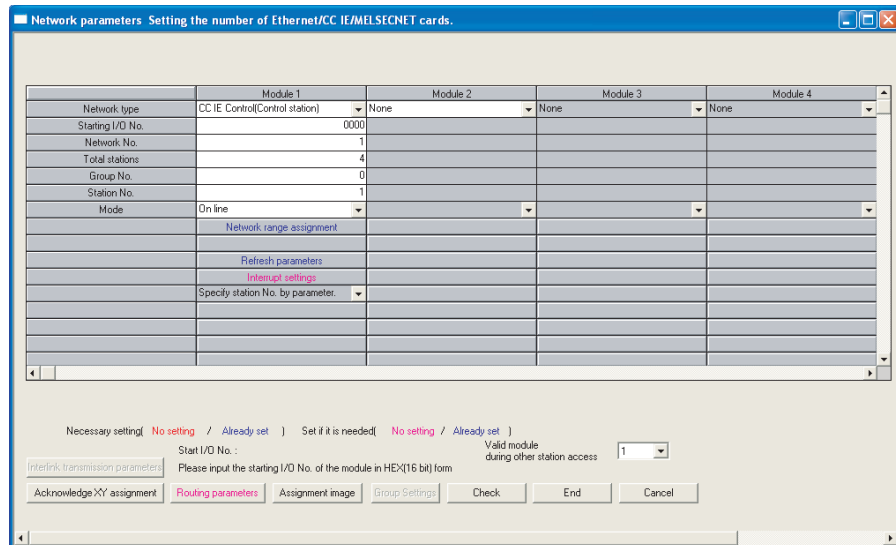 Network parameters Setting the number of Ethernet/CC IE/MELSECNET cards.
Module 1 Module 2 Module 3 Module 4
Network type CC IE Control(Control station) None None None
Starting I/O No. 0000
Network No. 1
Total stations 4
Group No. 0
Station No. 1
Mode On line
Network range assignment
Refresh parameters
Interrupt settings
Specify station No. by parameter.
Necessary setting( No setting / Already set ) Set if it is needed( No setting / Already set )
Start I/O No. : Valid module
during other station access 1
Interlink transmission parameters Please input the starting I/O No. of the module in HEX(16 bit) form
Acknowledge XY assignment Routing parameters Assignment image Group Settings Check End Cancel